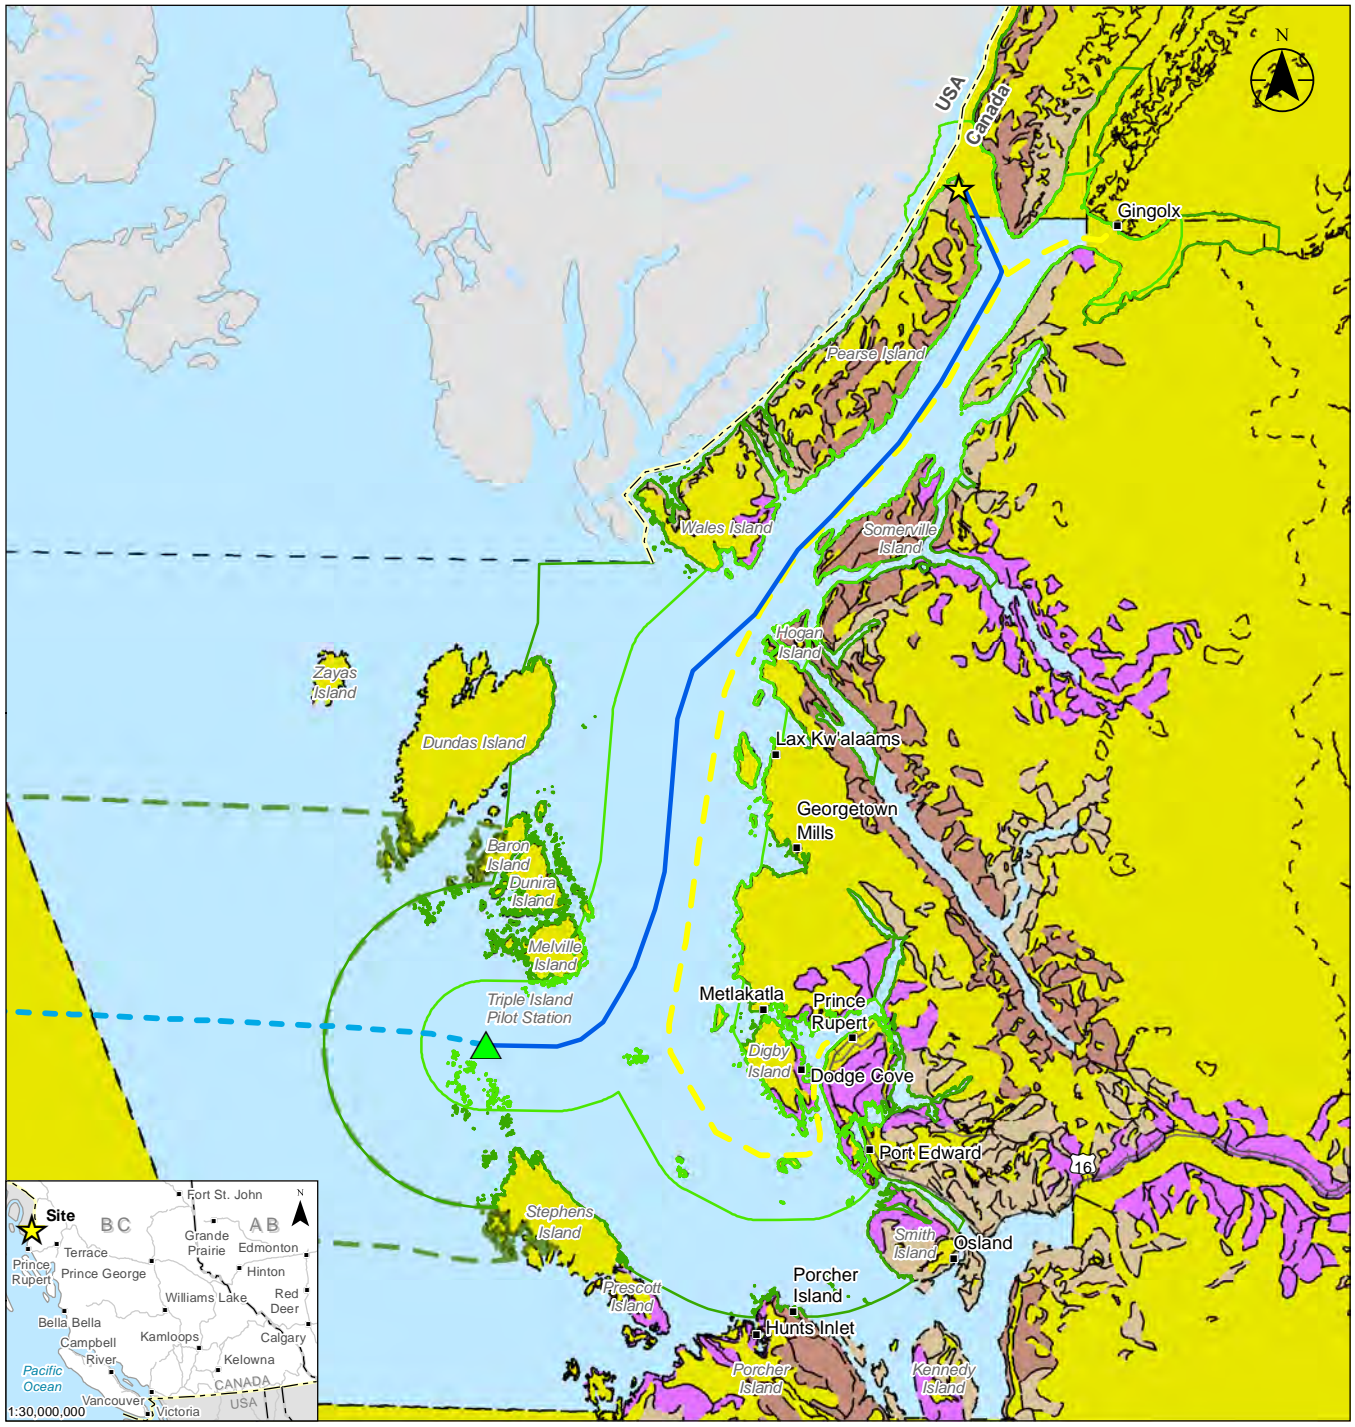 N
USA
Canada
Gingolx
Pearse Island
Wales Island
Somerville
Island
Hogan
Island
Zayas
Island
Dundas Island
Lax Kw'alaams
Georgetown
Mills
Baron
Island
Dunira
Island
Melville
Island
Triple Island
Pilot Station
Metlakatla
Prince
Rupert
Digby
Island
Dodge Cove
Port Edward
16
Stephens
Island
Smith
Island
Osland
Prescott
Island
Porcher
Island
Hunts Inlet
Porcher
Island
Kennedy
Island
N
Fort St. John
Site
BC
AB
Grande
Prairie
Edmonton
Terrace
Prince
Rupert
Prince George
Hinton
Williams Lake
Red
Deer
Bella Bella
Campbell
River
Kamloops
Calgary
Kelowna
Pacific
Ocean
CANADA
USA
Vancouver
Victoria
1:30,000,000